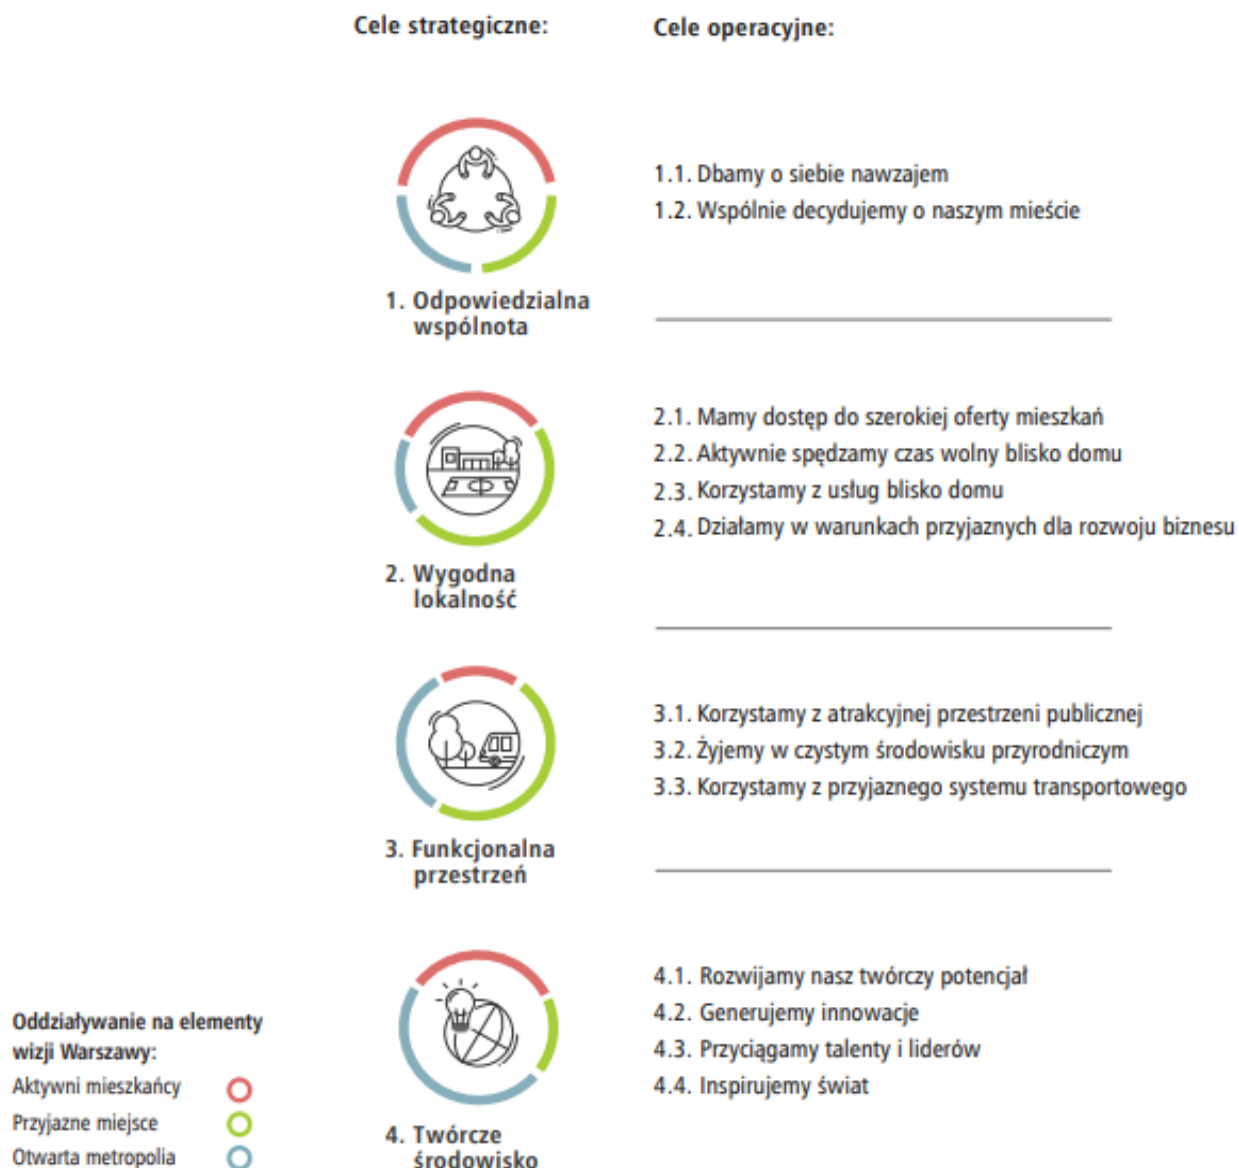 Cele strategiczne:
Cele operacyjne:
1. Odpowiedzialna
wspólnota
1.1. Dbamy o siebie nawzajem
1.2. Wspólnie decydujemy o naszym mieście
2. Wygodna
lokalność
2.1. Mamy dostęp do szerokiej oferty mieszkań
2.2. Aktywnie spędzamy czas wolny blisko domu
2.3. Korzystamy z usług blisko domu
2.4. Działamy w warunkach przyjaznych dla rozwoju biznesu
3. Funkcjonalna
przestrzeń
3.1. Korzystamy z atrakcyjnej przestrzeni publicznej
3.2. Żyjemy w czystym środowisku przyrodniczym
3.3. Korzystamy z przyjaznego systemu transportowego
4. Twórcze
środowisko
4.1. Rozwijamy nasz twórczy potencjał
4.2. Generujemy innowacje
4.3. Przyciągamy talenty i liderów
4.4. Inspirujemy świat
Oddziaływanie na elementy
wizji Warszawy:
Aktywni mieszkańcy
Przyjazne miejsce
Otwarta metropolia